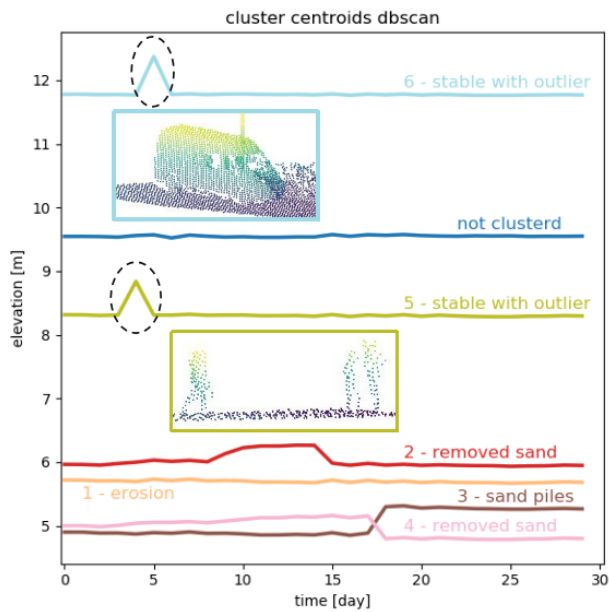 cluster centroids dbscan
12
6 - stable with outlier
11
10
not clusterd
9
5 - stable with outlier
8
7
2 - removed sand
6
1 - erosion
3 - sand piles
5
4 - removed sand
elevation [m]
0 5 10 15 20 25 30
time [day]